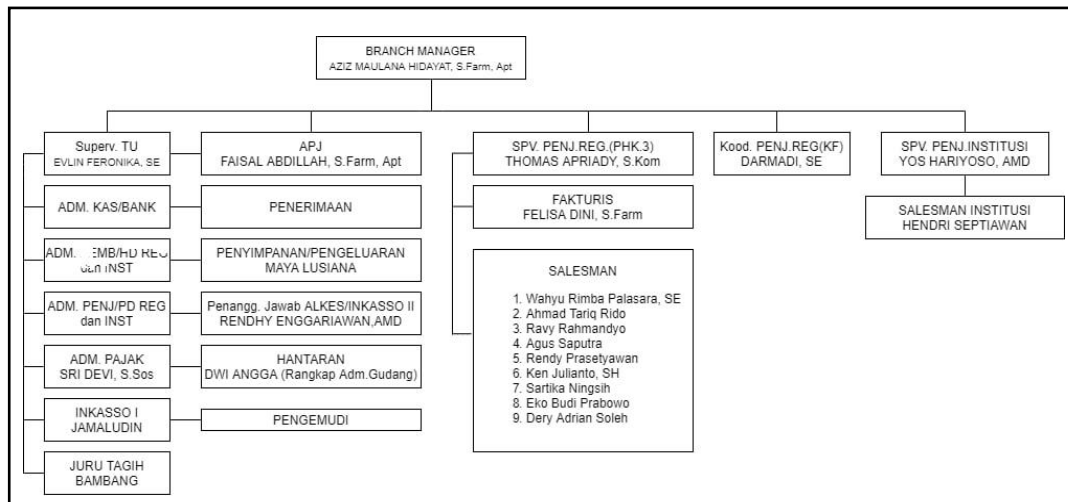 BRANCH MANAGER
AZIZ MAULANA HIDAYAT, S.Farm, Apt
Superv. TU
EVLIN FERONIKA, SE
APJ
FAISAL ABDILLAH, S.Farm, Apt
SPV. PENJ.REG.(PHK.3)
THOMAS APRIADY, S.Kom
Kood. PENJ.REG(KF)
DARMADI, SE
SPV. PENJ.INSTITUSI
YOS HARIYOSO, AMD
ADM. KAS/BANK
PENERIMAAN
FAKTURIS
FELISA DINI, S.Farm
SALESMAN INSTITUSI
HENDRI SEPTIAWAN
ADM.
INST
PENYIMPANAN/PENGELUARAN
MAYA LUSIANA
SALESMAN
1. Wahyu Rimba Palasara, SE
2. Ahmad Tariq Rido
3. Ravy Rahmandyo
4. Agus Saputra
5. Rendy Prasetyawan
6. Ken Julianto, SH
7. Sartika Ningsih
8. Eko Budi Prabowo
9. Dery Adrian Soleh
ADM. PENJ/PD REG
dan INST
Penangg. Jawab ALKES/INKASSO II
RENDHY ENGGARIAWAN,AMD
ADM. PAJAK
SRI DEVI, S.Sos
HANTARAN
DWI ANGGA (Rangkap Adm.Gudang)
INKASSO I
JAMALUDIN
PENGEMUDI
JURU TAGIH
BAMBANG